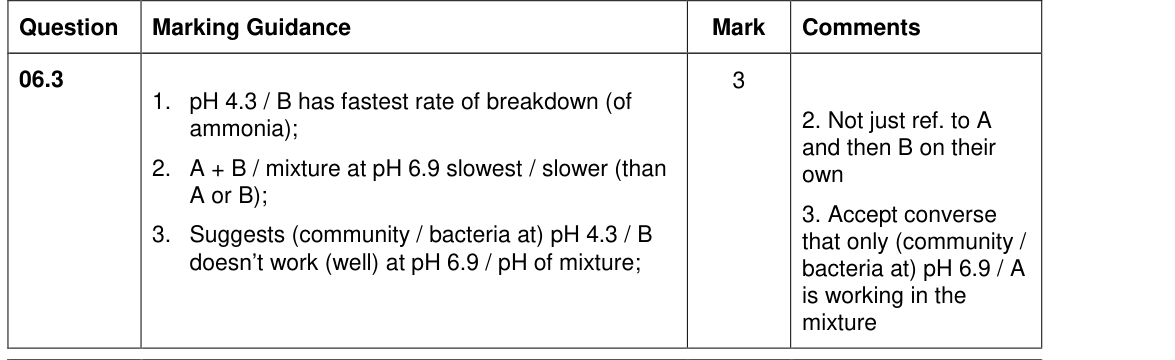 Question Marking Guidance Mark Comments
06.3
1. pH 4.3 / B has fastest rate of breakdown (of
ammonia);
2. A + B / mixture at pH 6.9 slowest / slower (than
A or B);
3. Suggests (community / bacteria at) pH 4.3 / B
doesn’t work (well) at pH 6.9 / pH of mixture;
3
2. Not just ref. to A
and then B on their
own
3. Accept converse
that only (community /
bacteria at) pH 6.9 / A
is working in the
mixture